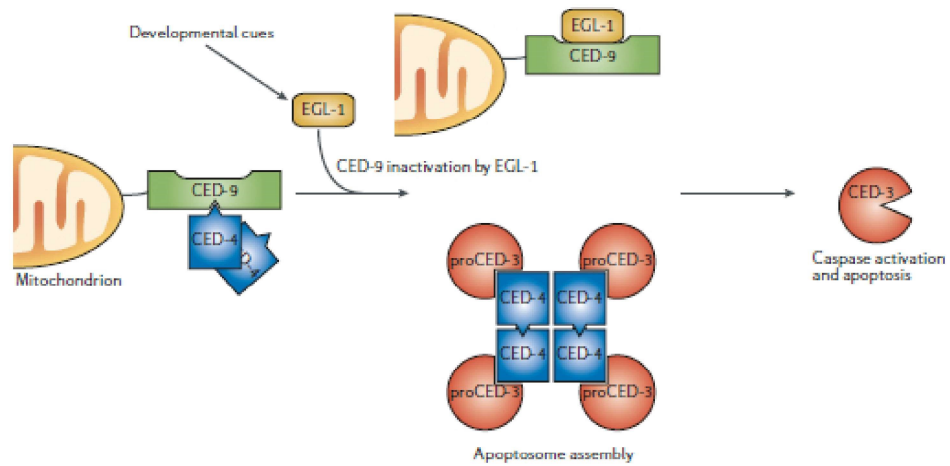 Developmental cues
EGL-1
CED-9
EGL-1
CED-9 inactivation by EGL-1
CED-9
CED-4
Mitochondrion
CED-3
Caspase activation
and apoptosis
proCED-3
proCED-3
CED-4
CED-4
CED-4
CED-4
proCED-3
proCED-3
Apoptosome assembly